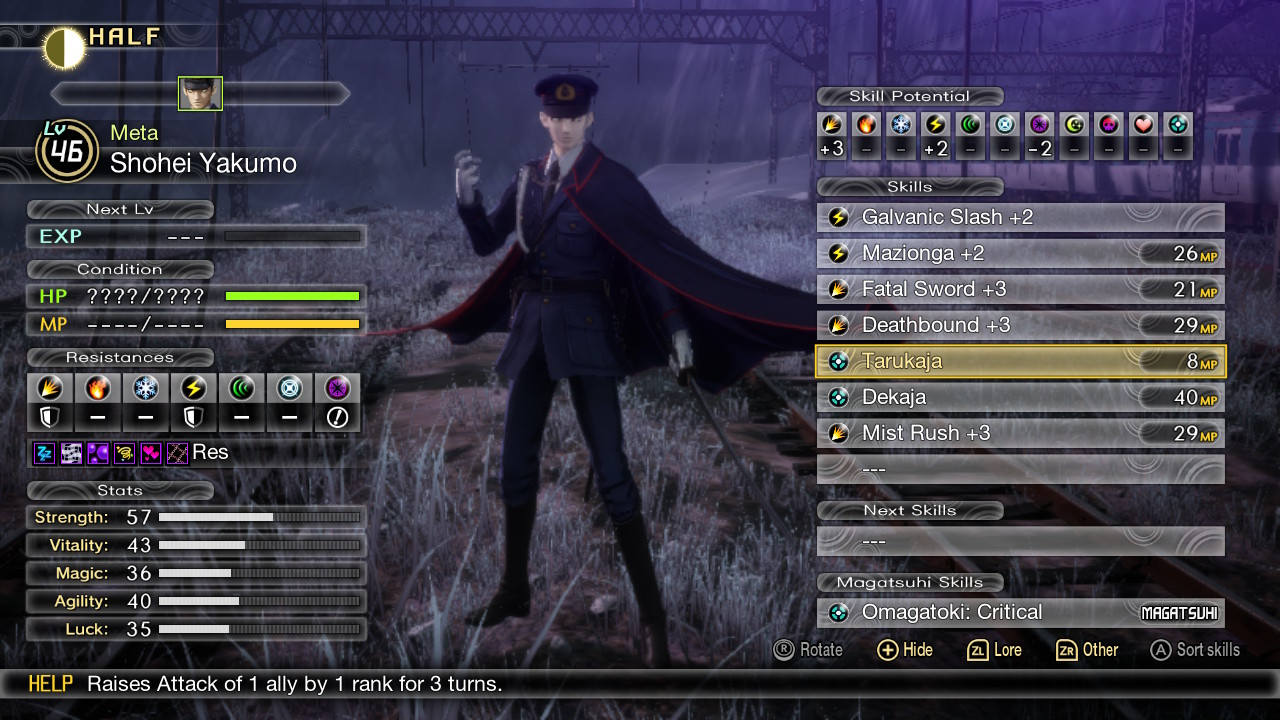 HALF
Lv 46
Meta
Shohei Yakumo
Next Lv
EXP ---
Condition
HP ????/????
MP ----/----
Resistances
– – – –
Res
Stats
Strength: 57
Vitality: 43
Magic: 36
Agility: 40
Luck: 35
Skill Potential
+3 – – +2 – – -2 – – – –
Skills
Galvanic Slash +2
Mazionga +2 26MP
Fatal Sword +3 21MP
Deathbound +3 29MP
Tarukaja 8MP
Dekaja 40MP
Mist Rush +3 29MP
---
Next Skills
---
Magatsuhi Skills
Omagatoki: Critical MAGATSUHI
R Rotate + Hide ZL Lore ZR Other A Sort skills
HELP Raises Attack of 1 ally by 1 rank for 3 turns.